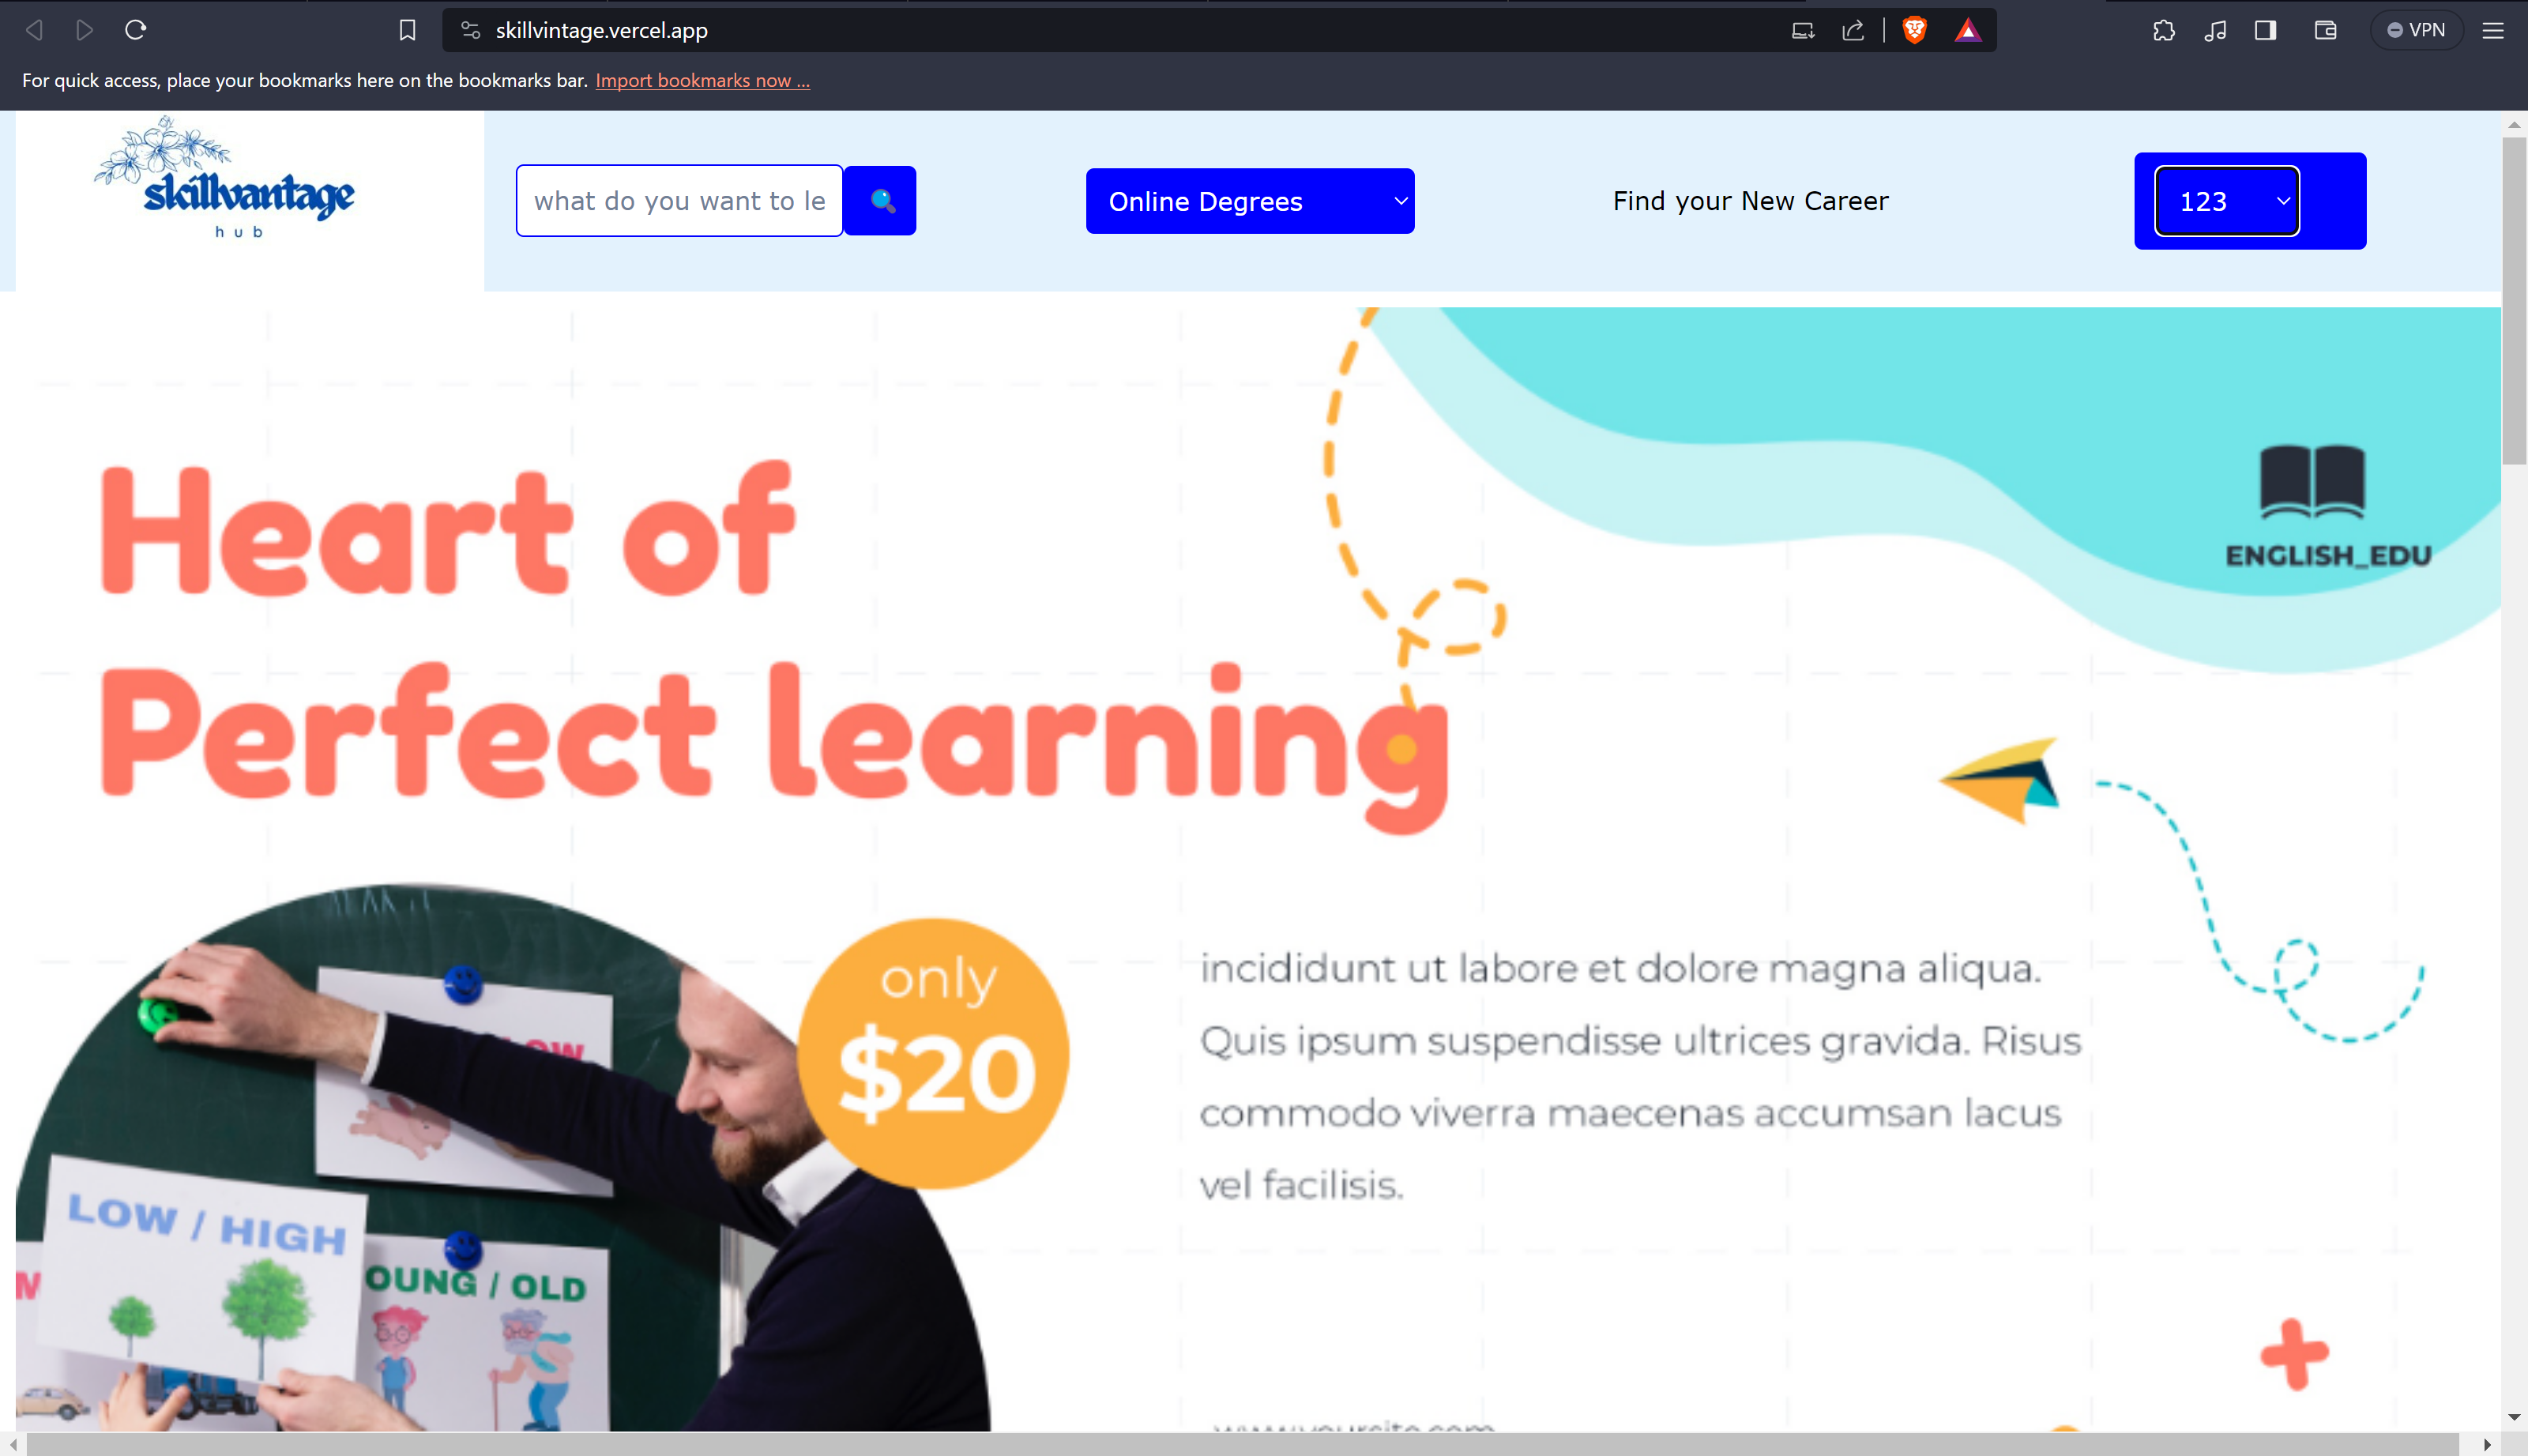 skillvintage.vercel.app
VPN
For quick access, place your bookmarks here on the bookmarks bar. Import bookmarks now ...
skillvantage
hub
what do you want to le
Online Degrees
Find your New Career
123
Heart of
Perfect learning
ENGLISH_EDU
only
$20
incididunt ut labore et dolore magna aliqua.
Quis ipsum suspendisse ultrices gravida. Risus
commodo viverra maecenas accumsan lacus
vel facilisis.
LOW / HIGH
OUNG / OLD
www.yoursite.com